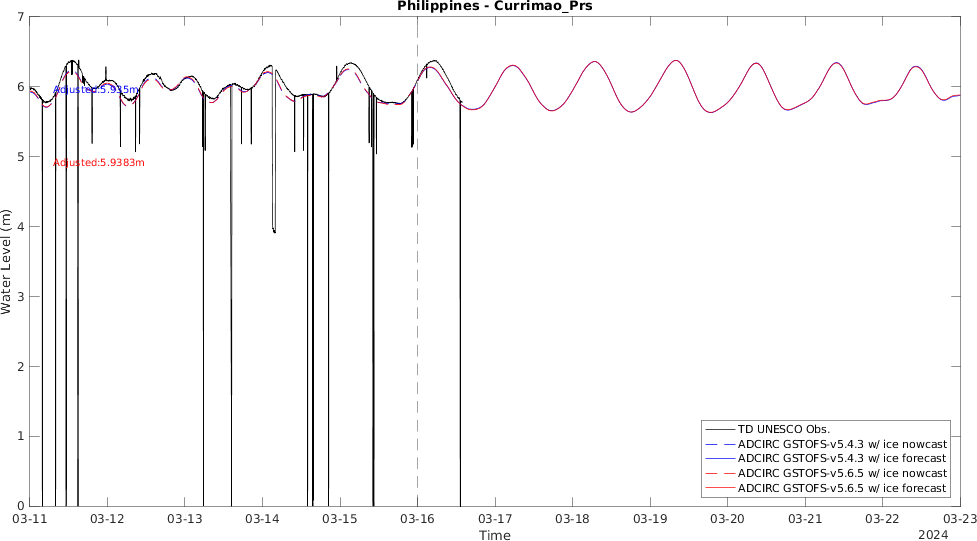 Philippines - Currimao_Prs
7
6
5
4
3
2
1
0
Water Level (m)
Adjusted:5.935m
Adjusted:5.9383m
TD UNESCO Obs.
ADCIRC GSTOFS-v5.4.3 w/ ice nowcast
ADCIRC GSTOFS-v5.4.3 w/ ice forecast
ADCIRC GSTOFS-v5.6.5 w/ ice nowcast
ADCIRC GSTOFS-v5.6.5 w/ ice forecast
03-11 03-12 03-13 03-14 03-15 03-16 03-17 03-18 03-19 03-20 03-21 03-22 03-23
Time
2024